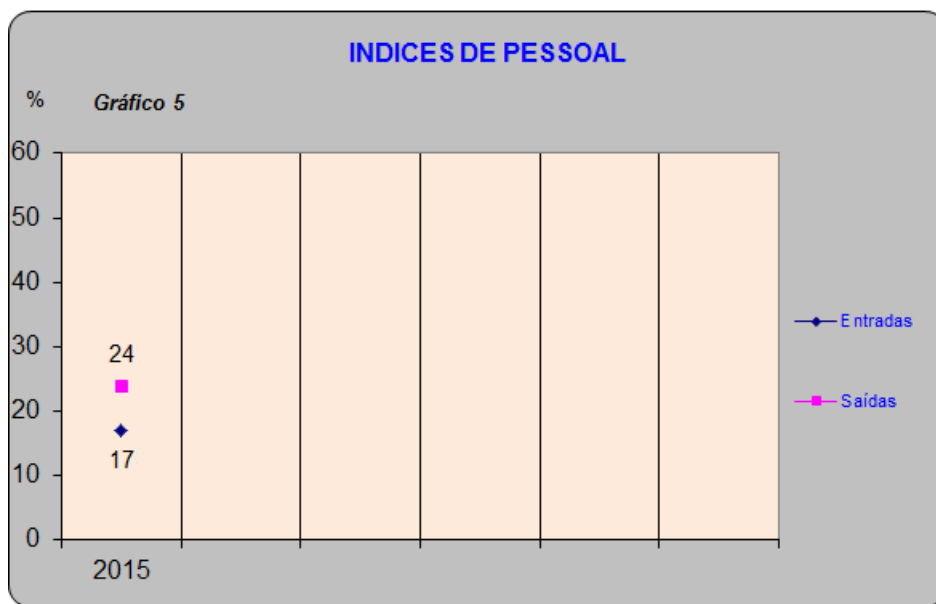 INDICES DE PESSOAL
%
Gráfico 5
60
50
40
30
20
10
0
24
17
2015
Entradas
Saídas